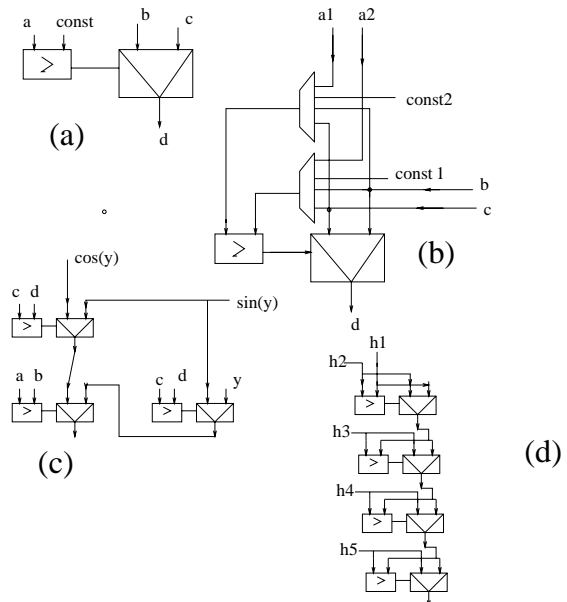 a const b c
>
d
(a)
a1 a2
const2
const 1
b
c
>
d
(b)
cos(y)
c d
sin(y)
>
a b
c d y
>
>
(c)
h1
h2
>
h3
>
h4
>
h5
>
(d)